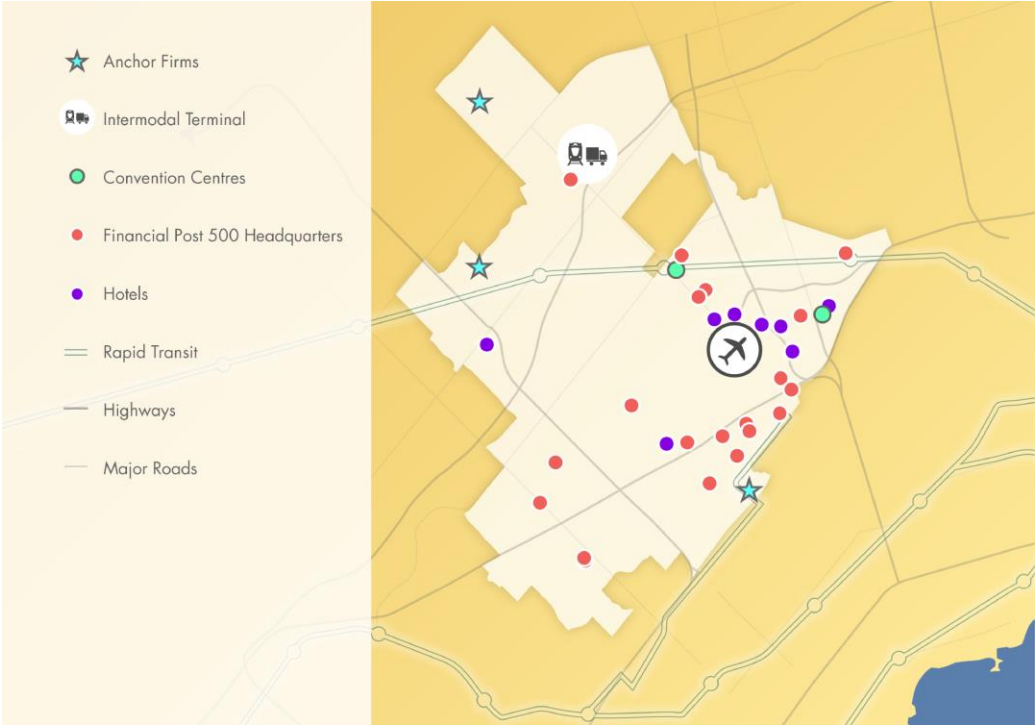 Anchor Firms
Intermodal Terminal
Convention Centres
Financial Post 500 Headquarters
Hotels
Rapid Transit
Highways
Major Roads